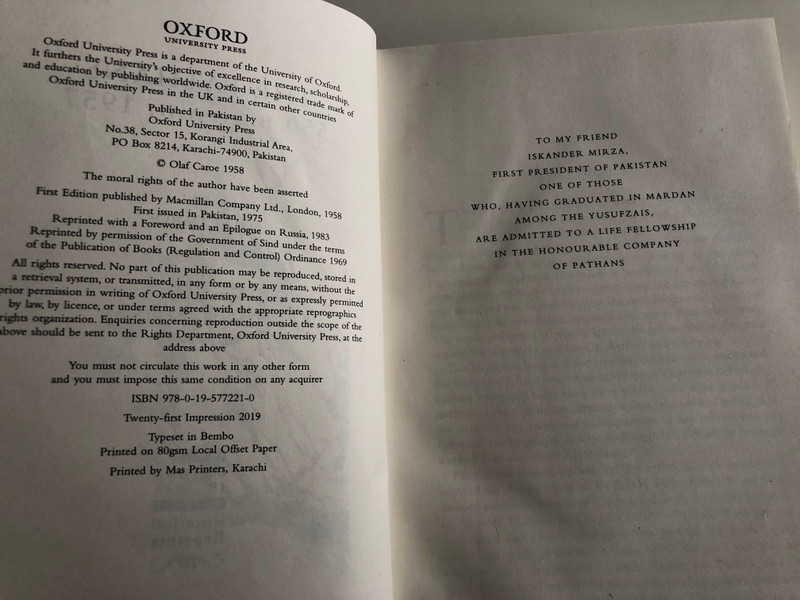 OXFORD
UNIVERSITY PRESS
Oxford University Press is a department of the University of Oxford.
It furthers the University's objective of excellence in research, scholarship,
and education by publishing worldwide. Oxford is a registered trade mark of
Oxford University Press in the UK and in certain other countries
Published in Pakistan by
Oxford University Press
No.38, Sector 15, Korangi Industrial Area,
PO Box 8214, Karachi-74900, Pakistan
© Olaf Caroe 1958
The moral rights of the author have been asserted
First Edition published by Macmillan Company Ltd., London, 1958
First issued in Pakistan, 1975
Reprinted with a Foreword and an Epilogue on Russia, 1983
Reprinted by permission of the Government of Sind under the terms
of the Publication of Books (Regulation and Control) Ordinance 1969
All rights reserved. No part of this publication may be reproduced, stored in
a retrieval system, or transmitted, in any form or by any means, without the
prior permission in writing of Oxford University Press, or as expressly permitted
by law, by licence, or under terms agreed with the appropriate reprographics
rights organization. Enquiries concerning reproduction outside the scope of the
above should be sent to the Rights Department, Oxford University Press, at the
address above
You must not circulate this work in any other form
and you must impose this same condition on any acquirer
ISBN 978-0-19-577221-0
Twenty-first Impression 2019
Typeset in Bembo
Printed on 80gsm Local Offset Paper
Printed by Mas Printers, Karachi
TO MY FRIEND
ISKANDER MIRZA,
FIRST PRESIDENT OF PAKISTAN
ONE OF THOSE
WHO, HAVING GRADUATED IN MARDAN
AMONG THE YUSUFZAIS,
ARE ADMITTED TO A LIFE FELLOWSHIP
IN THE HONOURABLE COMPANY
OF PATHANS